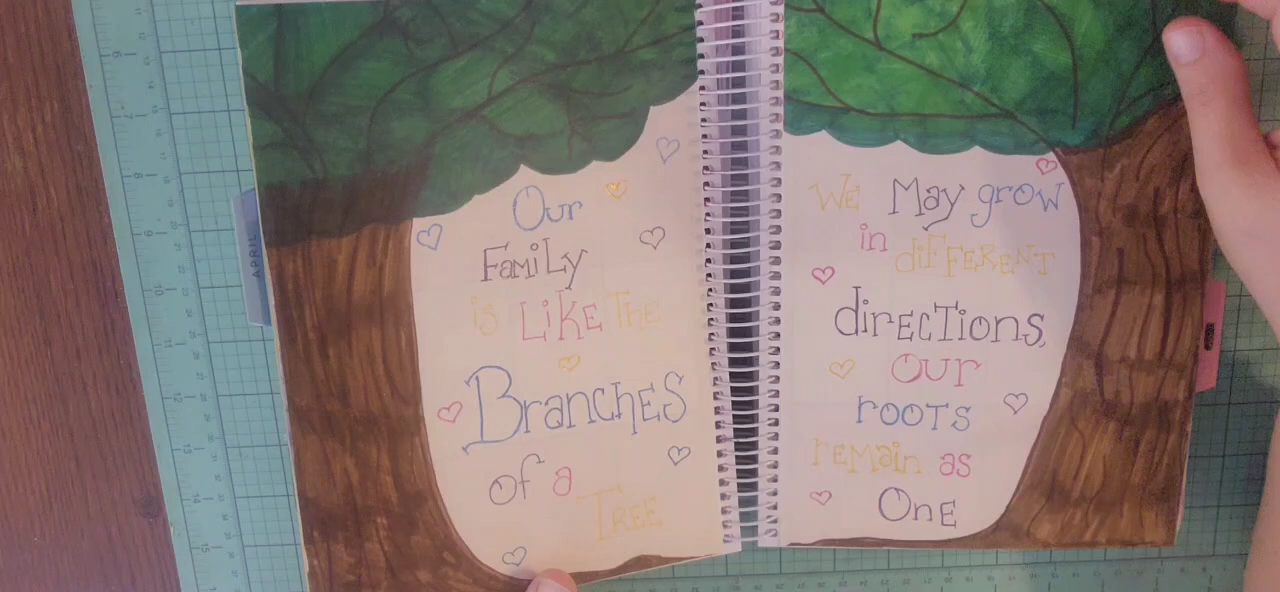 Our
Family
is Like The
Branches
of a
Tree
We May grow
in different
directions,
our
roots
remain as
One
APRIL